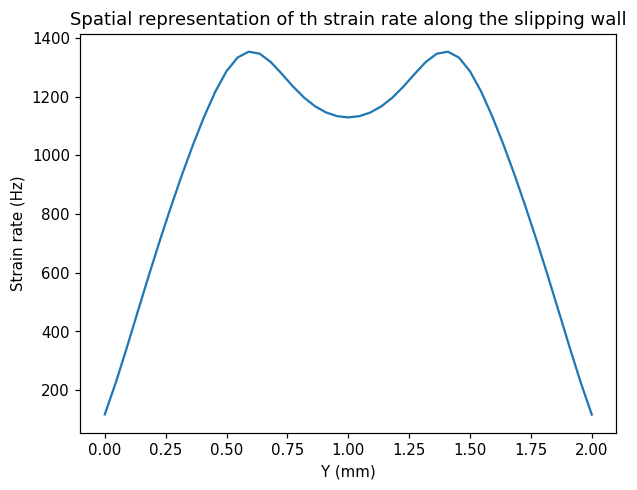 Spatial representation of th strain rate along the slipping wall
1400
1200
1000
800
600
400
200
Strain rate (Hz)
0.00 0.25 0.50 0.75 1.00 1.25 1.50 1.75 2.00
Y (mm)